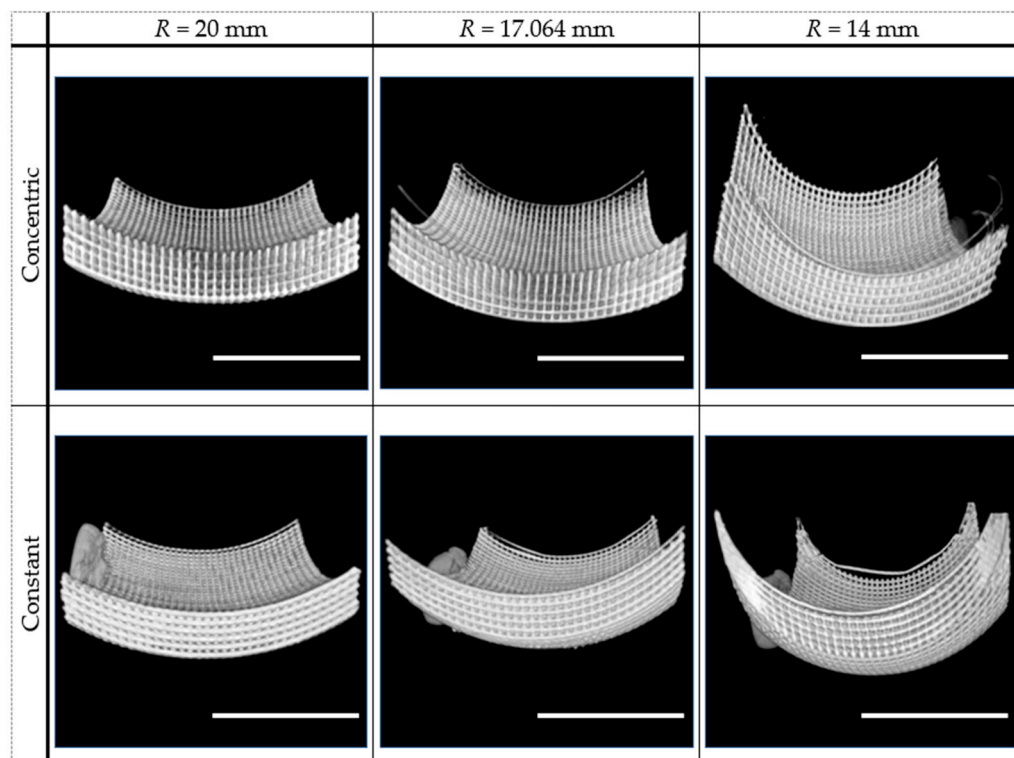 R = 20 mm
R = 17.064 mm
R = 14 mm
Concentric
Constant